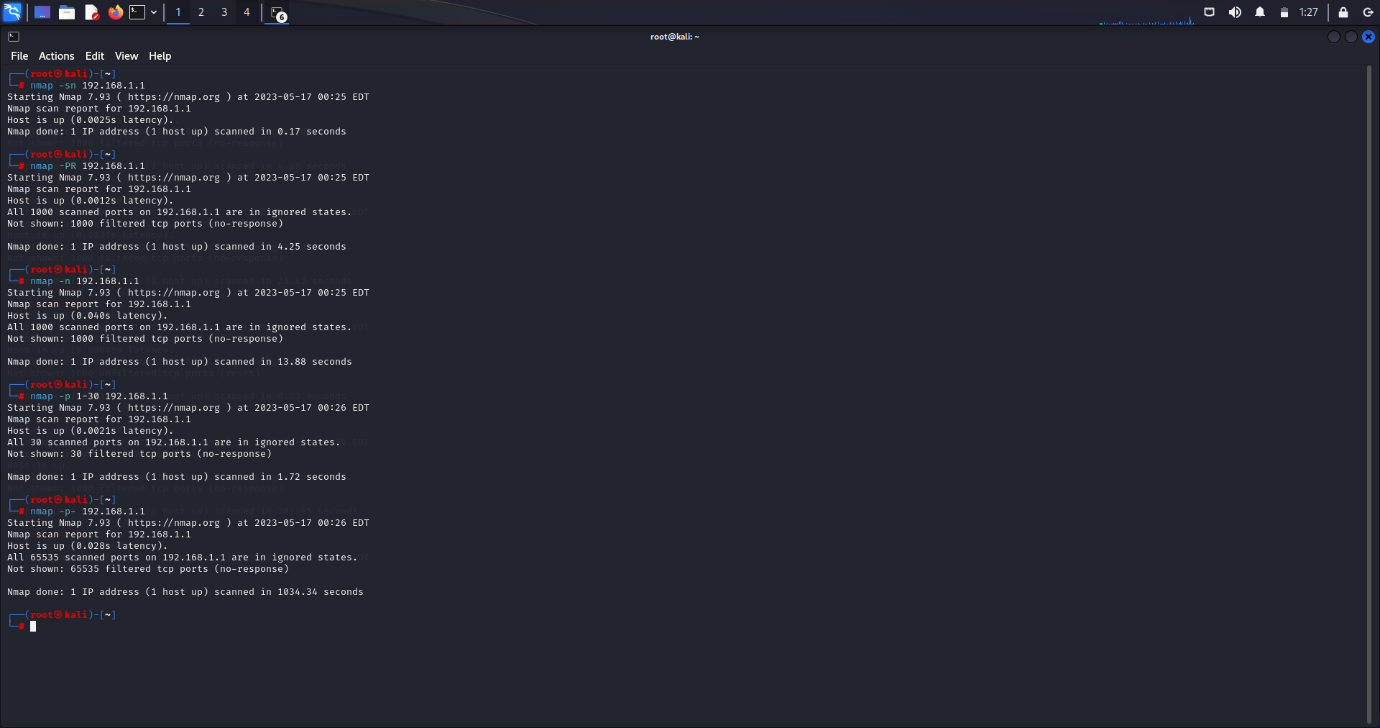 1 2 3 4 6 1:27
root@kali: ~
File Actions Edit View Help
┌──(root㉿kali)-[~]
└─# nmap -sn 192.168.1.1
Starting Nmap 7.93 ( https://nmap.org ) at 2023-05-17 00:25 EDT
Nmap scan report for 192.168.1.1
Host is up (0.0025s latency).
Nmap done: 1 IP address (1 host up) scanned in 0.17 seconds
┌──(root㉿kali)-[~]
└─# nmap -PR 192.168.1.1
Starting Nmap 7.93 ( https://nmap.org ) at 2023-05-17 00:25 EDT
Nmap scan report for 192.168.1.1
Host is up (0.0012s latency).
All 1000 scanned ports on 192.168.1.1 are in ignored states.
Not shown: 1000 filtered tcp ports (no-response)
Nmap done: 1 IP address (1 host up) scanned in 4.25 seconds
┌──(root㉿kali)-[~]
└─# nmap -n 192.168.1.1
Starting Nmap 7.93 ( https://nmap.org ) at 2023-05-17 00:25 EDT
Nmap scan report for 192.168.1.1
Host is up (0.040s latency).
All 1000 scanned ports on 192.168.1.1 are in ignored states.
Not shown: 1000 filtered tcp ports (no-response)
Nmap done: 1 IP address (1 host up) scanned in 13.88 seconds
┌──(root㉿kali)-[~]
└─# nmap -p 1-30 192.168.1.1
Starting Nmap 7.93 ( https://nmap.org ) at 2023-05-17 00:26 EDT
Nmap scan report for 192.168.1.1
Host is up (0.0021s latency).
All 30 scanned ports on 192.168.1.1 are in ignored states.
Not shown: 30 filtered tcp ports (no-response)
Nmap done: 1 IP address (1 host up) scanned in 1.72 seconds
┌──(root㉿kali)-[~]
└─# nmap -p- 192.168.1.1
Starting Nmap 7.93 ( https://nmap.org ) at 2023-05-17 00:26 EDT
Nmap scan report for 192.168.1.1
Host is up (0.028s latency).
All 65535 scanned ports on 192.168.1.1 are in ignored states.
Not shown: 65535 filtered tcp ports (no-response)
Nmap done: 1 IP address (1 host up) scanned in 1034.34 seconds
┌──(root㉿kali)-[~]
└─#